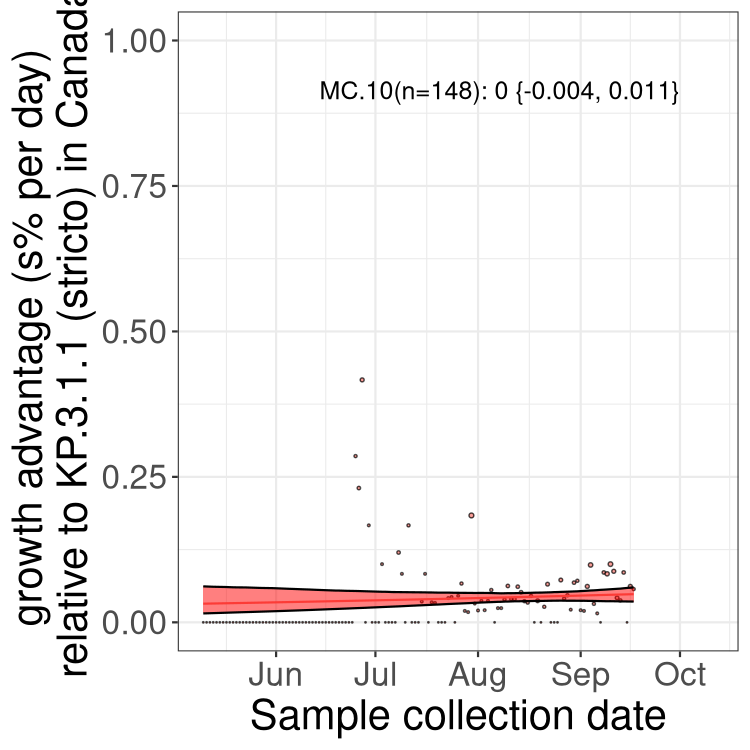 growth advantage (s% per day)
relative to KP.3.1.1 (stricto) in Canada
1.00
MC.10(n=148): 0 {-0.004, 0.011}
0.75
0.50
0.25
0.00
Jun Jul Aug Sep Oct
Sample collection date